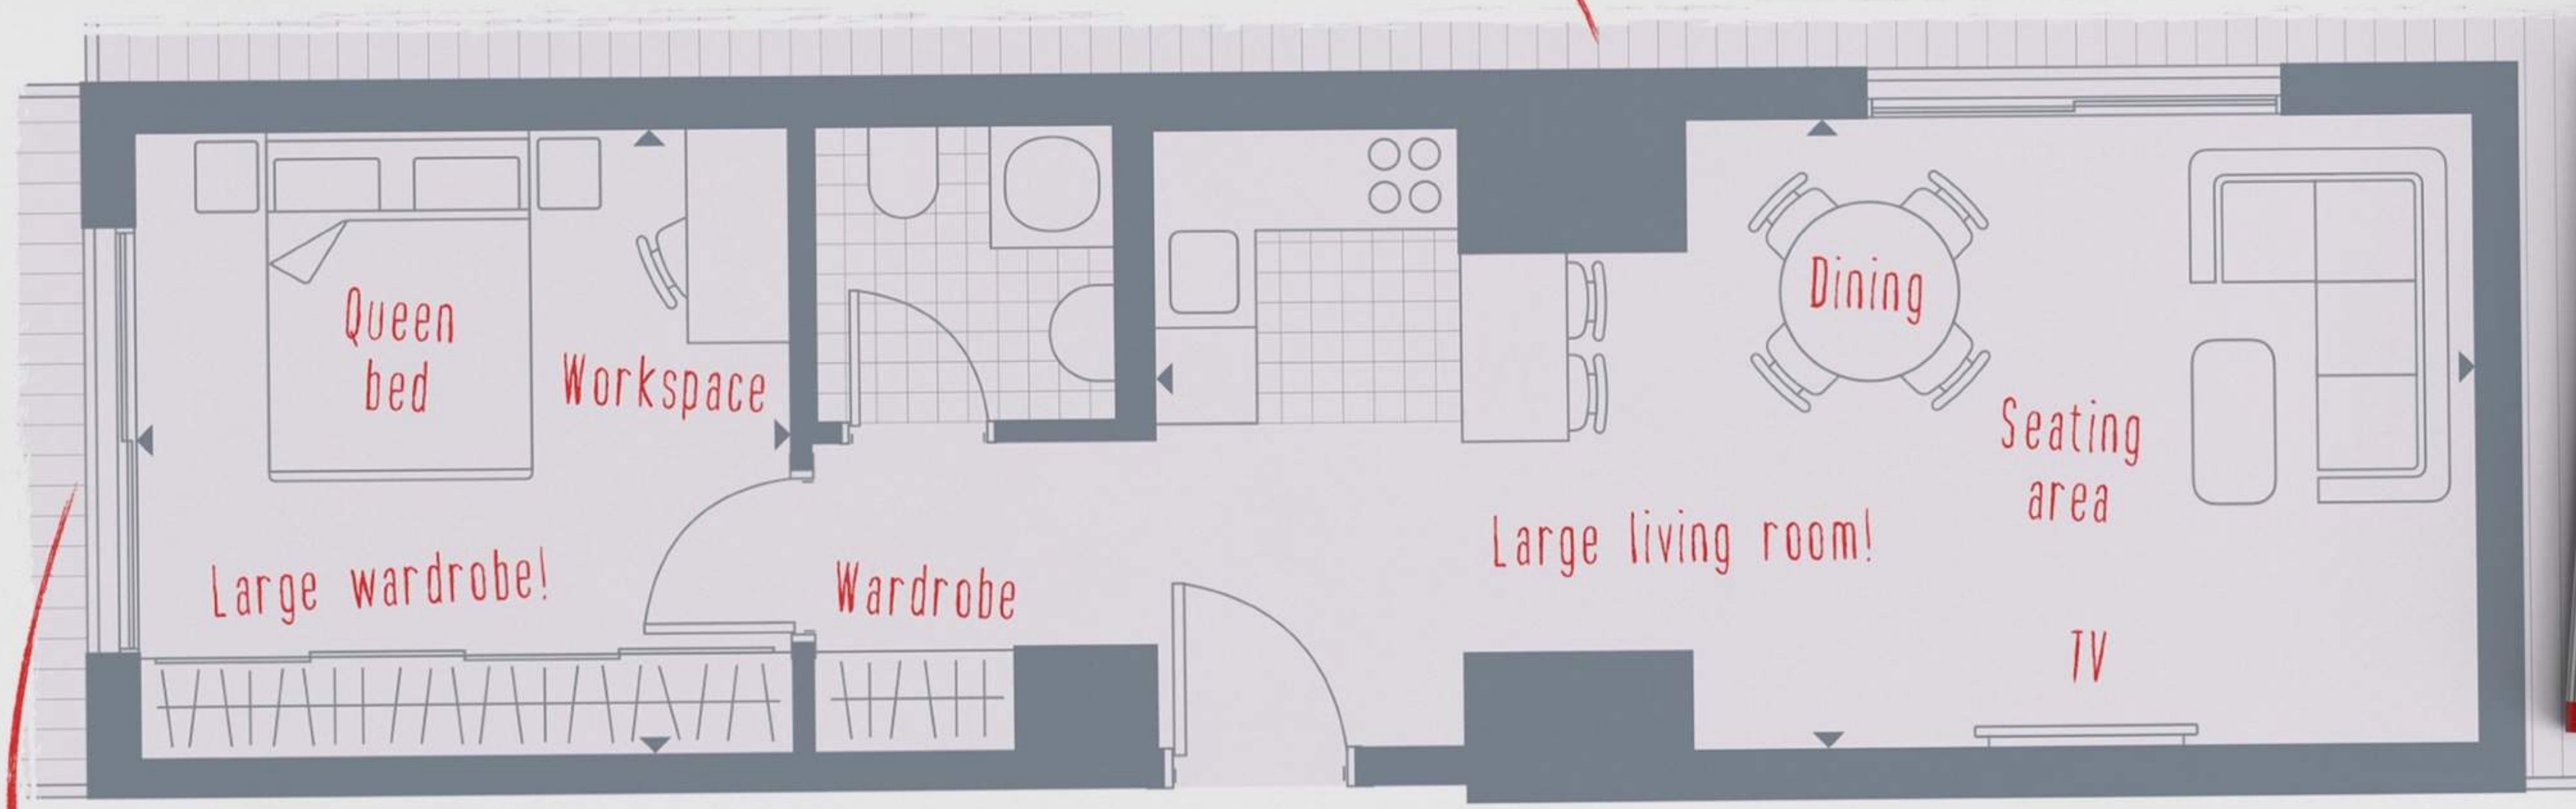 Queen
bed
Workspace
Large wardrobe!
Wardrobe
Dining
Seating
area
Large living room!
TV